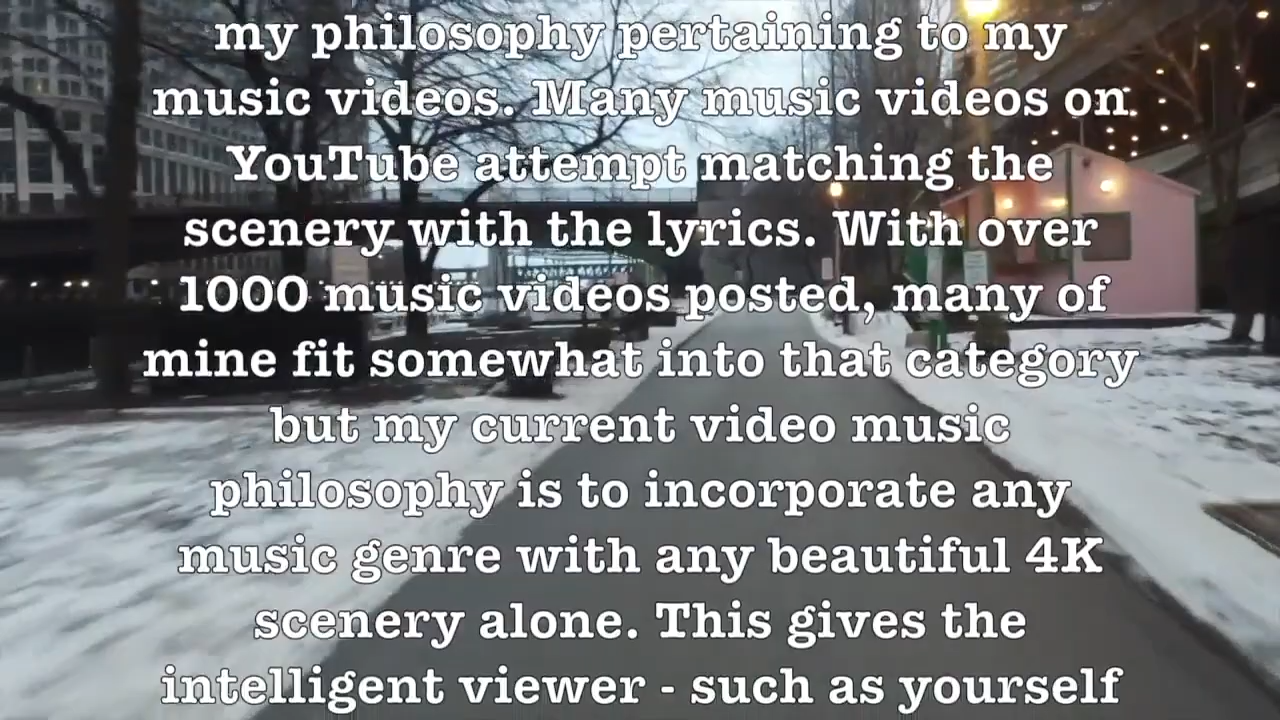 my philosophy pertaining to my
music videos. Many music videos on
YouTube attempt matching the
scenery with the lyrics. With over
1000 music videos posted, many of
mine fit somewhat into that category
but my current video music
philosophy is to incorporate any
music genre with any beautiful 4K
scenery alone. This gives the
intelligent viewer - such as yourself